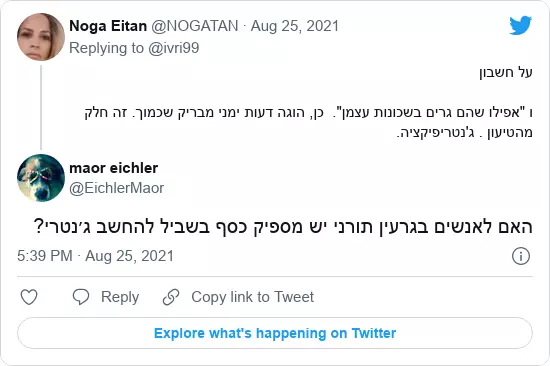 Noga Eitan @NOGATAN · Aug 25, 2021
Replying to @ivri99
על חשבון
ו "אפילו שהם גרים בשכונות עצמן". כן, הוגה דעות ימני מבריק שכמוך. זה חלק
מהטיעון . ג'נטריפיקציה.
maor eichler
@EichlerMaor
האם לאנשים בגרעין תורני יש מספיק כסף בשביל להחשב ג׳נטרי?
5:39 PM · Aug 25, 2021
Reply
Copy link to Tweet
Explore what's happening on Twitter